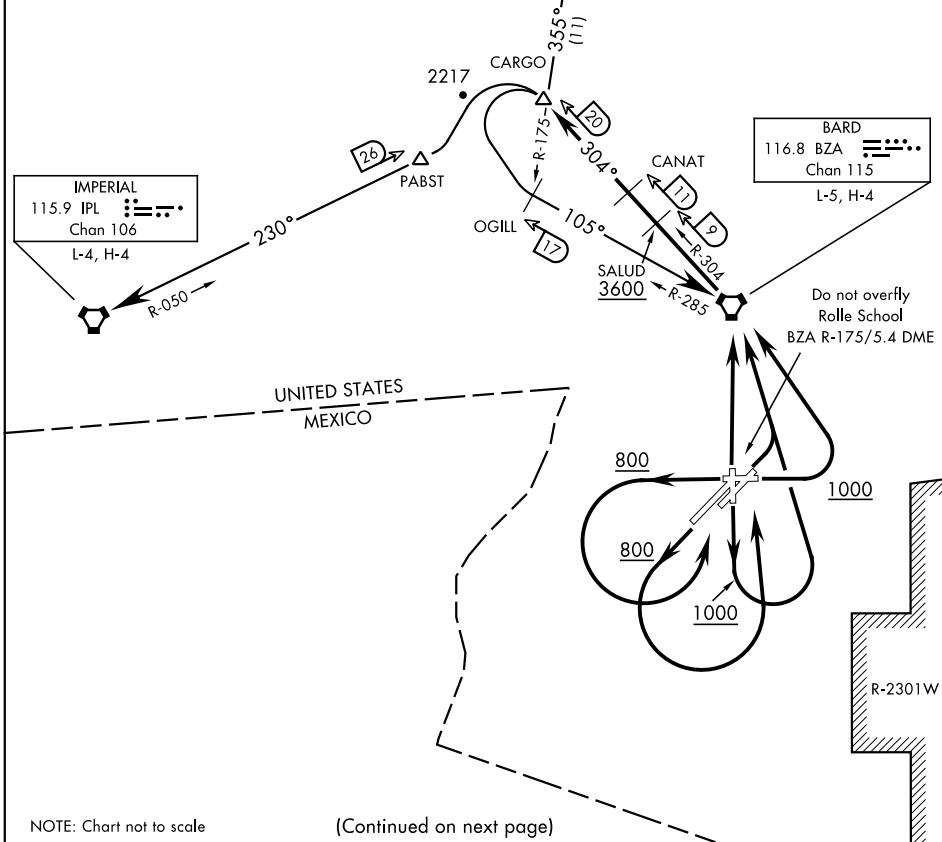 355°
(11)
CARGO
2217
20
R-175
304°
CANAT
11
9
26
PABST
BARD
116.8 BZA
Chan 115
L-5, H-4
IMPERIAL
115.9 IPL
Chan 106
L-4, H-4
230°
R-050
OGILL
17
105°
SALUD
3600
R-304
R-285
Do not overfly
Rolle School
BZA R-175/5.4 DME
UNITED STATES
MEXICO
800
1000
800
1000
R-2301W
NOTE: Chart not to scale
(Continued on next page)